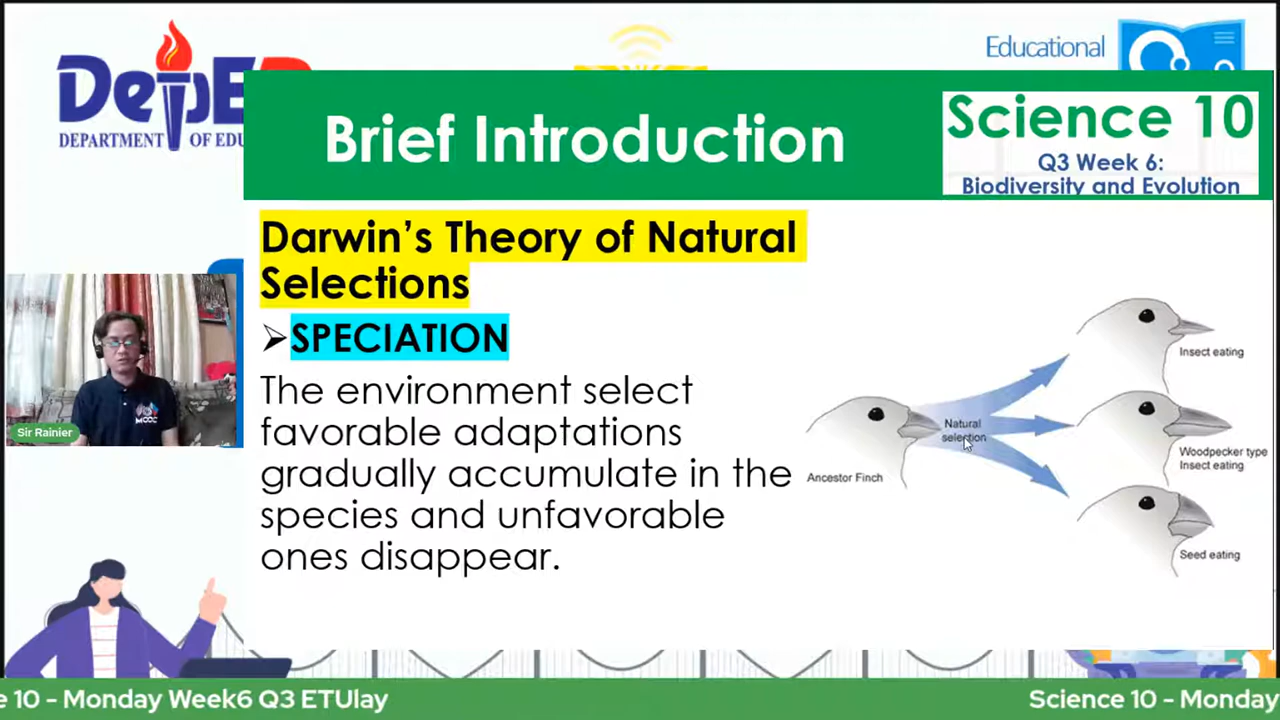 Educational
DepE
DEPARTMENT OF EDU
Brief Introduction
Science 10
Q3 Week 6:
Biodiversity and Evolution
Darwin's Theory of Natural
Selections
➢SPECIATION
The environment select
favorable adaptations
gradually accumulate in the
species and unfavorable
ones disappear.
Ancestor Finch
Natural
selection
Insect eating
Woodpecker type
Insect eating
Seed eating
MOOC
Sir Rainier
e 10 - Monday Week6 Q3 ETUlay
Science 10 - Monday